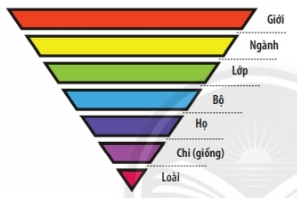 Giới
Ngành
Lớp
Bộ
Họ
Chi (giống)
Loài